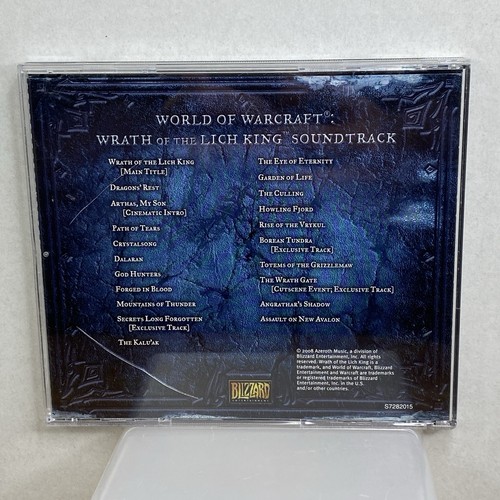 WORLD OF WARCRAFT®:
WRATH OF THE LICH KING™ SOUNDTRACK
WRATH OF THE LICH KING
[MAIN TITLE]
DRAGONS' REST
ARTHAS, MY SON
[CINEMATIC INTRO]
PATH OF TEARS
CRYSTALSONG
DALARAN
GOD HUNTERS
FORGED IN BLOOD
MOUNTAINS OF THUNDER
SECRETS LONG FORGOTTEN
[EXCLUSIVE TRACK]
THE KALU'AK
THE EYE OF ETERNITY
GARDEN OF LIFE
THE CULLING
HOWLING FJORD
RISE OF THE VRYKUL
BOREAN TUNDRA
[EXCLUSIVE TRACK]
TOTEMS OF THE GRIZZLEMAW
THE WRATH GATE
[CUTSCENE EVENT; EXCLUSIVE TRACK]
ANGRATHAR'S SHADOW
ASSAULT ON NEW AVALON
© 2008 Azeroth Music, a division of
Blizzard Entertainment, Inc. All rights
reserved. Wrath of the Lich King is a
trademark, and World of Warcraft, Blizzard
Entertainment and Warcraft are trademarks
or registered trademarks of Blizzard
Entertainment, Inc. in the U.S.
and/or other countries.
BLIZZARD
ENTERTAINMENT
S7282015